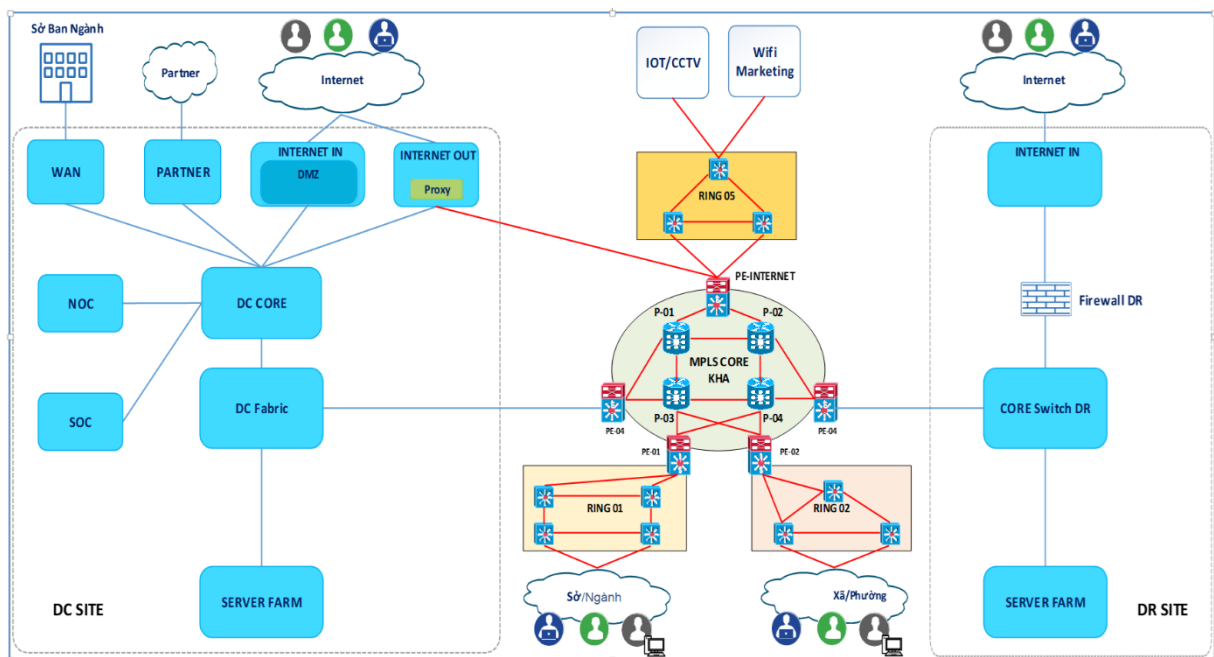 Sở Ban Ngành
Partner
Internet
IOT/CCTV
Wifi
Marketing
Internet
WAN
PARTNER
INTERNET IN
DMZ
INTERNET OUT
Proxy
RING 05
INTERNET IN
PE-INTERNET
NOC
DC CORE
P-01
P-02
Firewall DR
MPLS CORE
KHA
SOC
DC Fabric
PE-04
P-03
P-04
PE-04
CORE Switch DR
PE-01
PE-02
RING 01
RING 02
Sở/Ngành
Xã/Phường
DC SITE
SERVER FARM
SERVER FARM
DR SITE